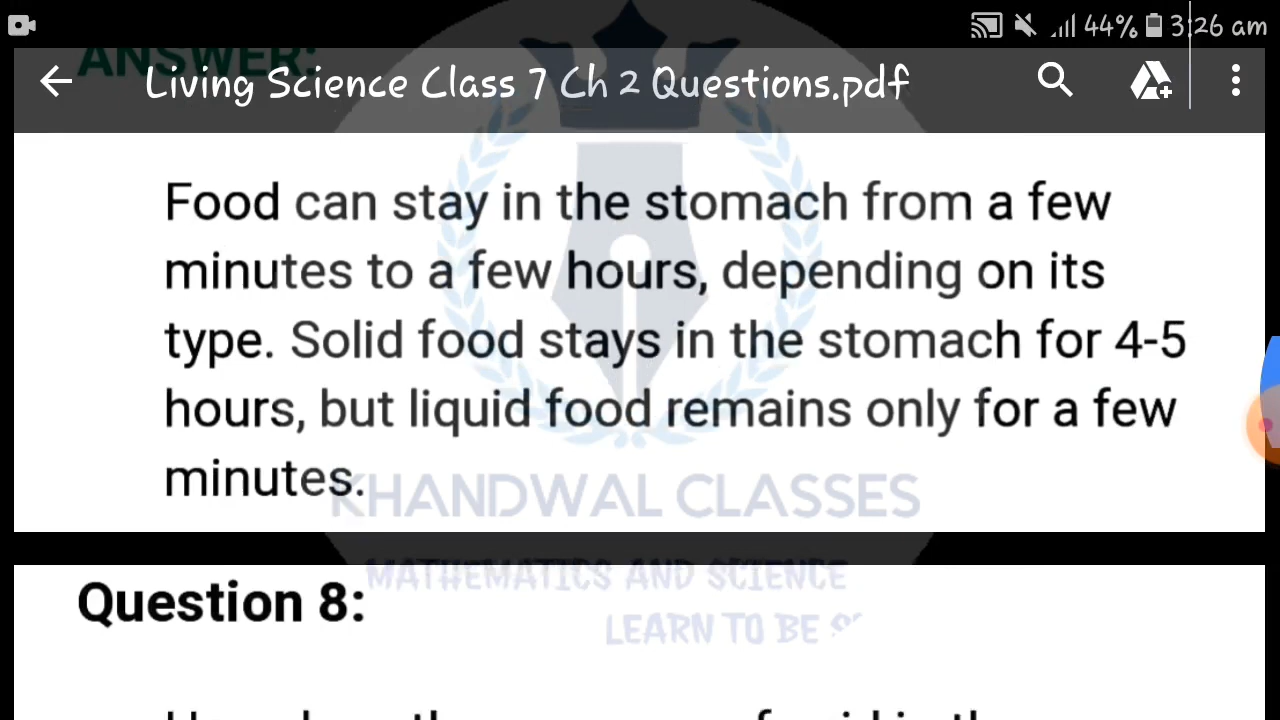 44% 3:26 am
ANSWER:
Living Science Class 7 Ch 2 Questions.pdf
Food can stay in the stomach from a few
minutes to a few hours, depending on its
type. Solid food stays in the stomach for 4-5
hours, but liquid food remains only for a few
minutes.
KHANDWAL CLASSES
MATHEMATICS AND SCIENCE
LEARN TO BE
Question 8: